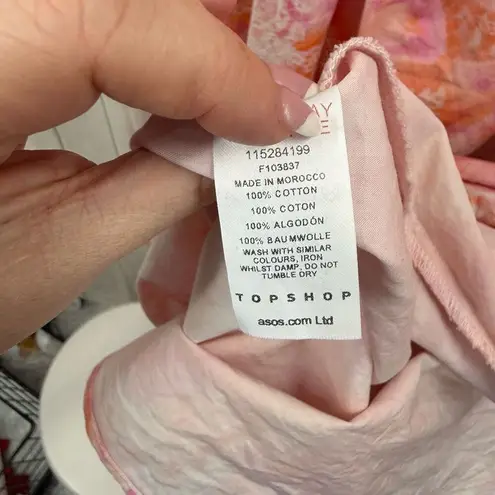 115284199
F103837
MADE IN MOROCCO
100% COTTON
100% COTON
100% ALGODÓN
100% BAUMWOLLE
WASH WITH SIMILAR
COLOURS, IRON
WHILST DAMP, DO NOT
TUMBLE DRY
TOPSHOP
asos.com Ltd